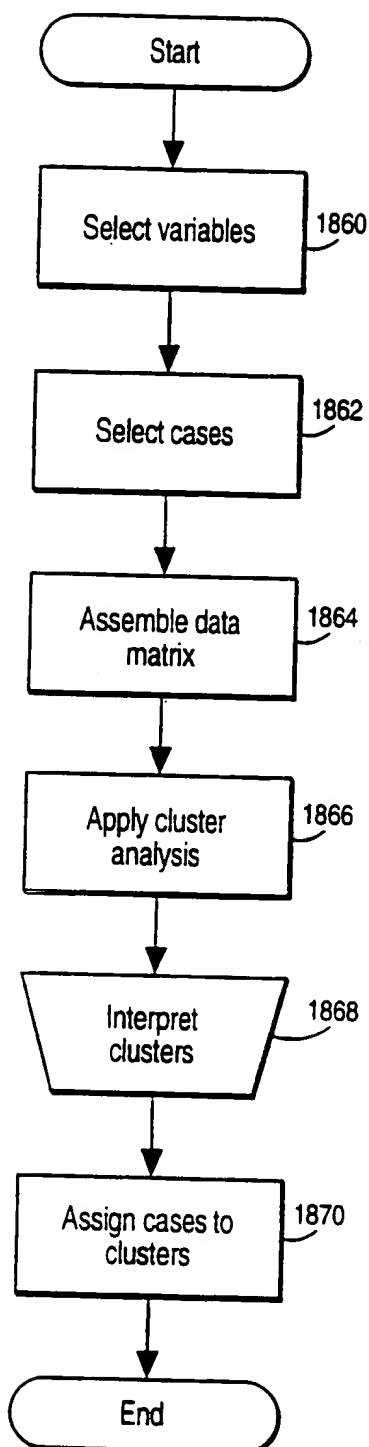 Start
Select variables
1860
Select cases
1862
Assemble data
matrix
1864
Apply cluster
analysis
1866
Interpret
clusters
1868
Assign cases to
clusters
1870
End